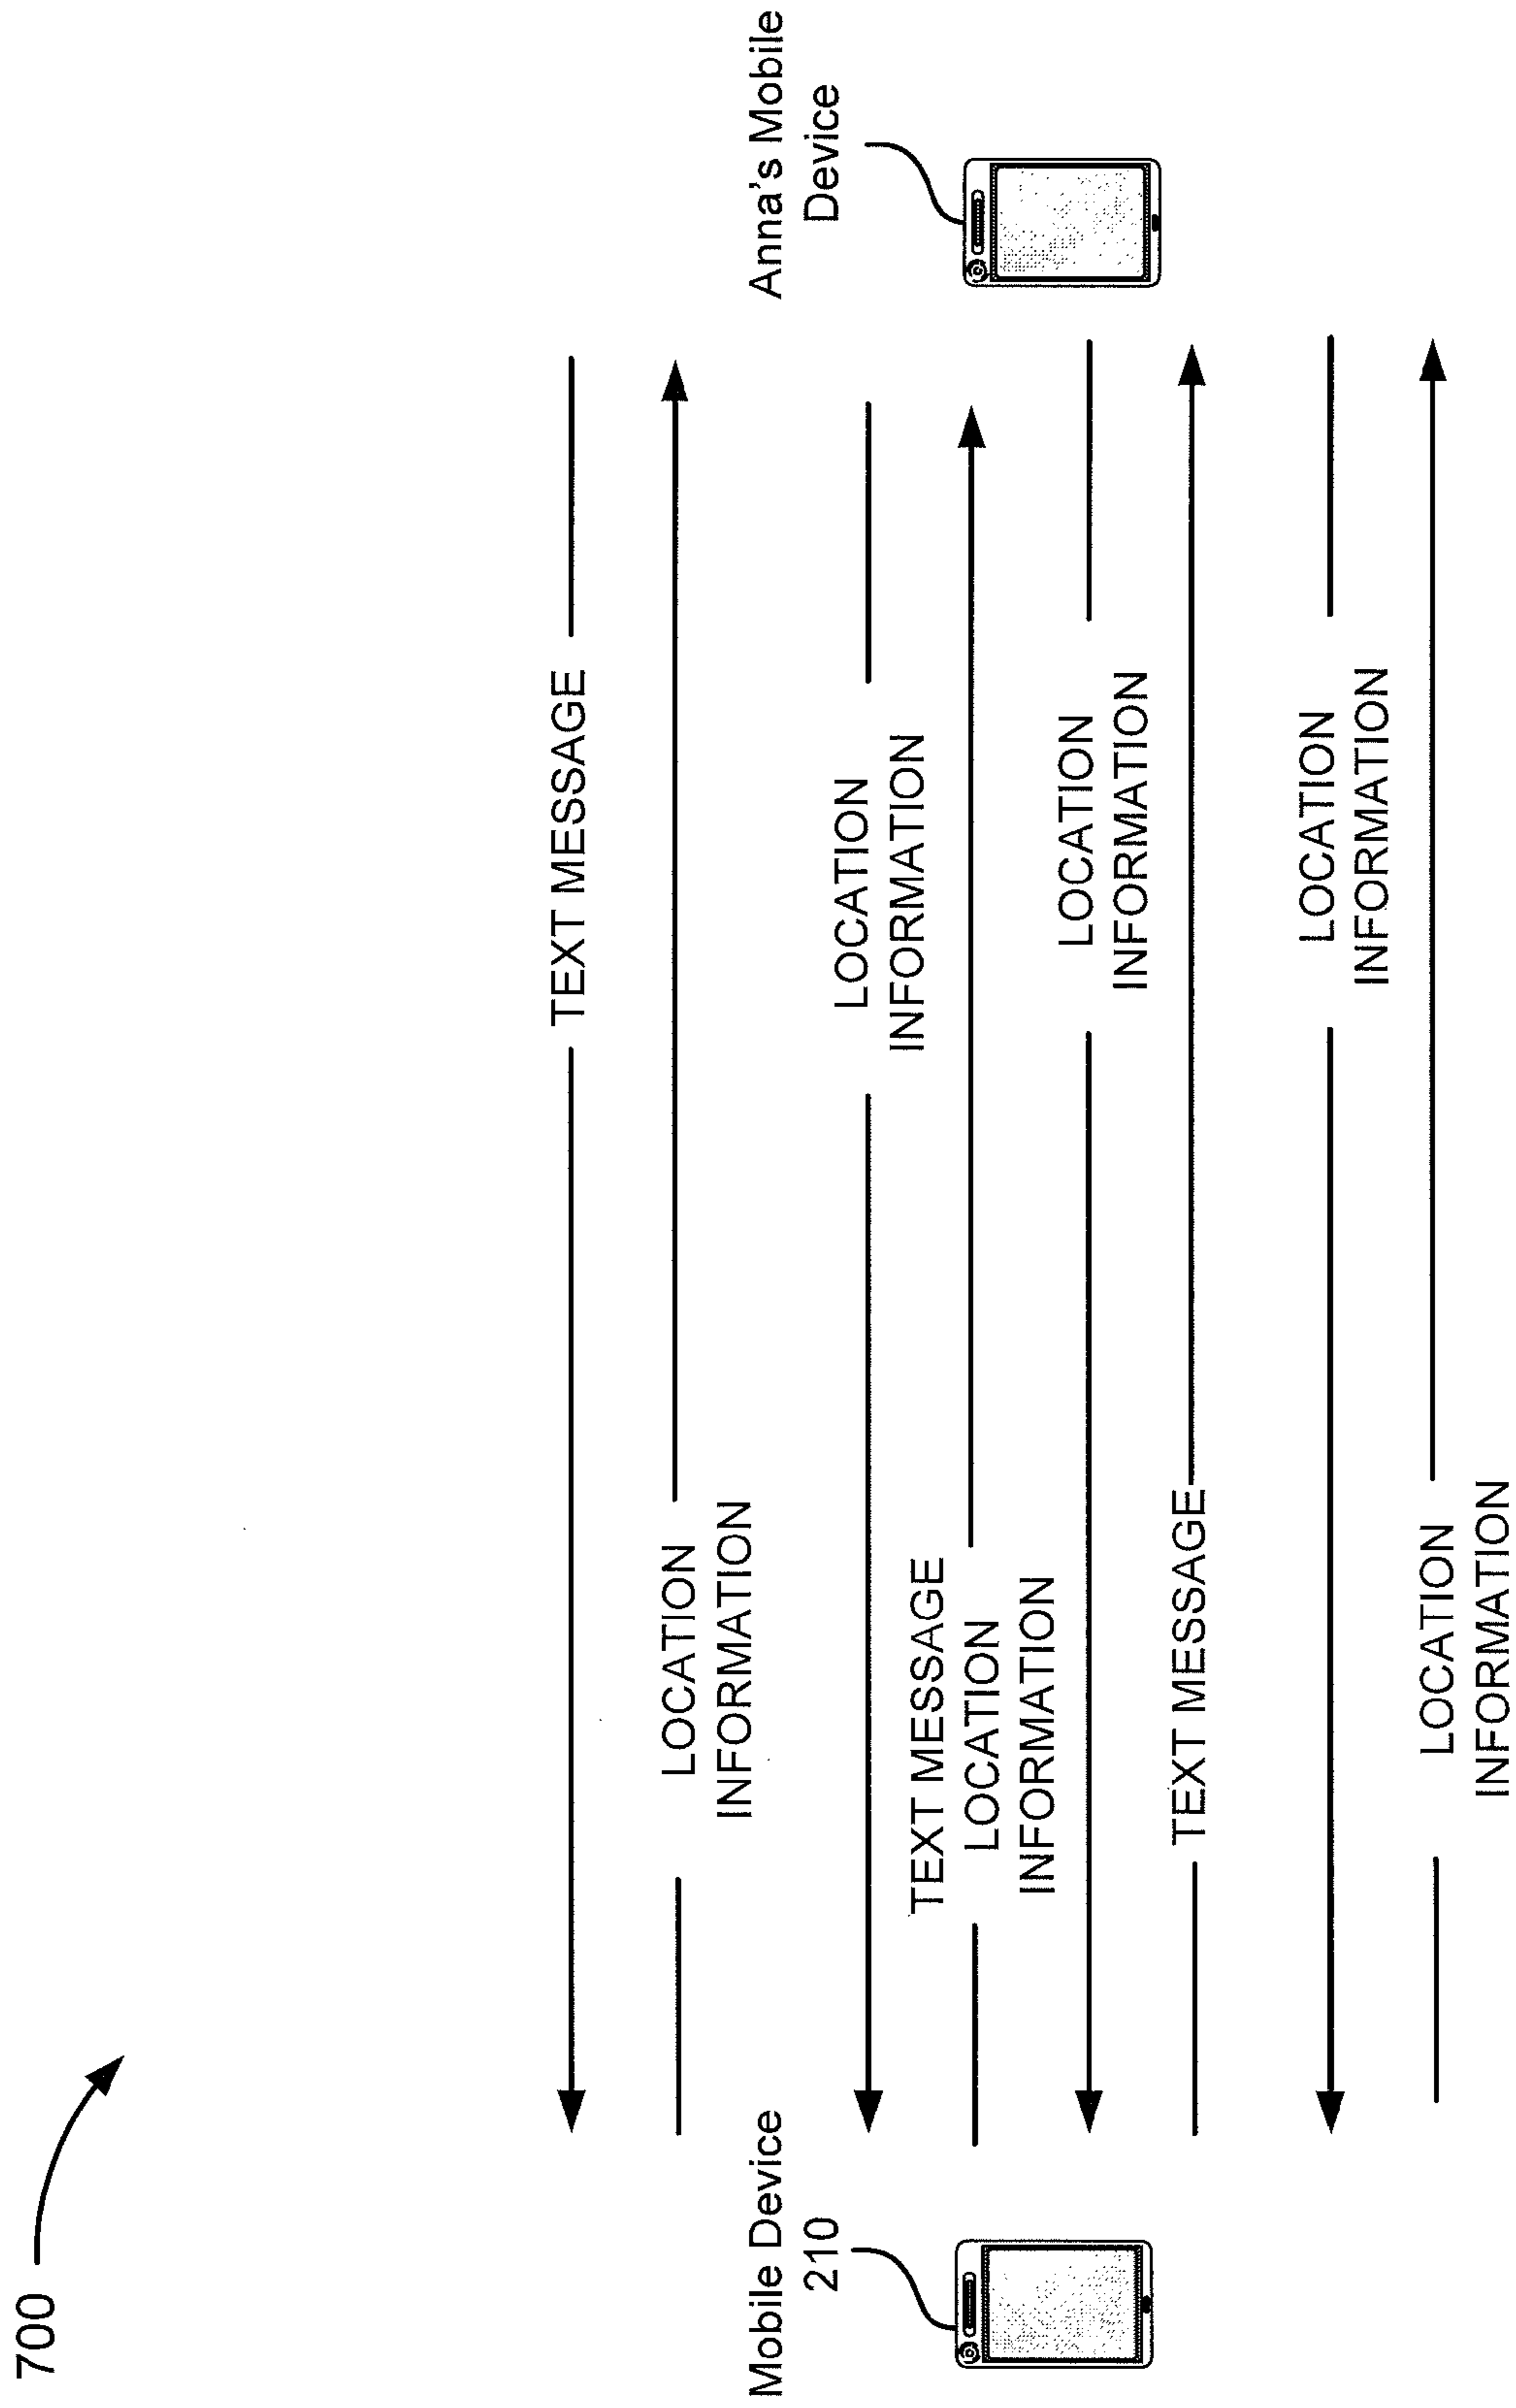 700
Mobile Device
210
Anna's Mobile
Device
TEXT MESSAGE
LOCATION
INFORMATION
LOCATION
INFORMATION
TEXT MESSAGE
LOCATION
INFORMATION
LOCATION
INFORMATION
TEXT MESSAGE
LOCATION
INFORMATION
LOCATION
INFORMATION